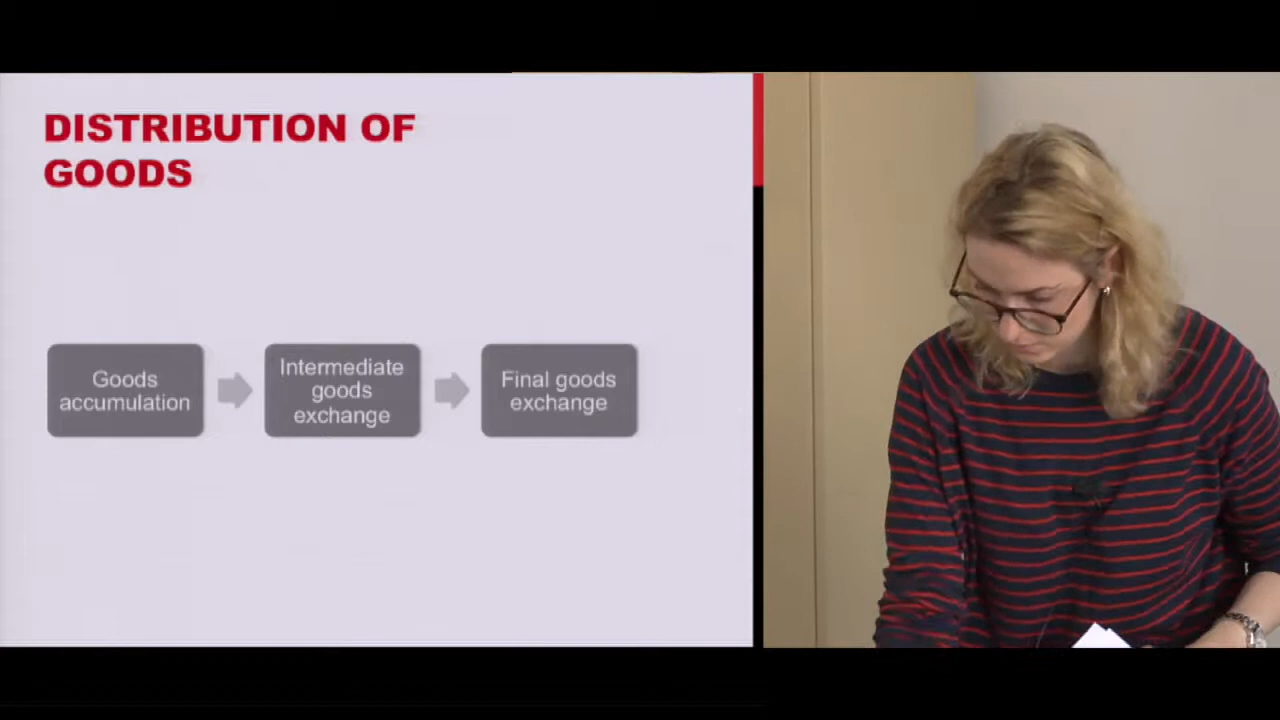 DISTRIBUTION OF
GOODS
Goods
accumulation
Intermediate
goods
exchange
Final goods
exchange